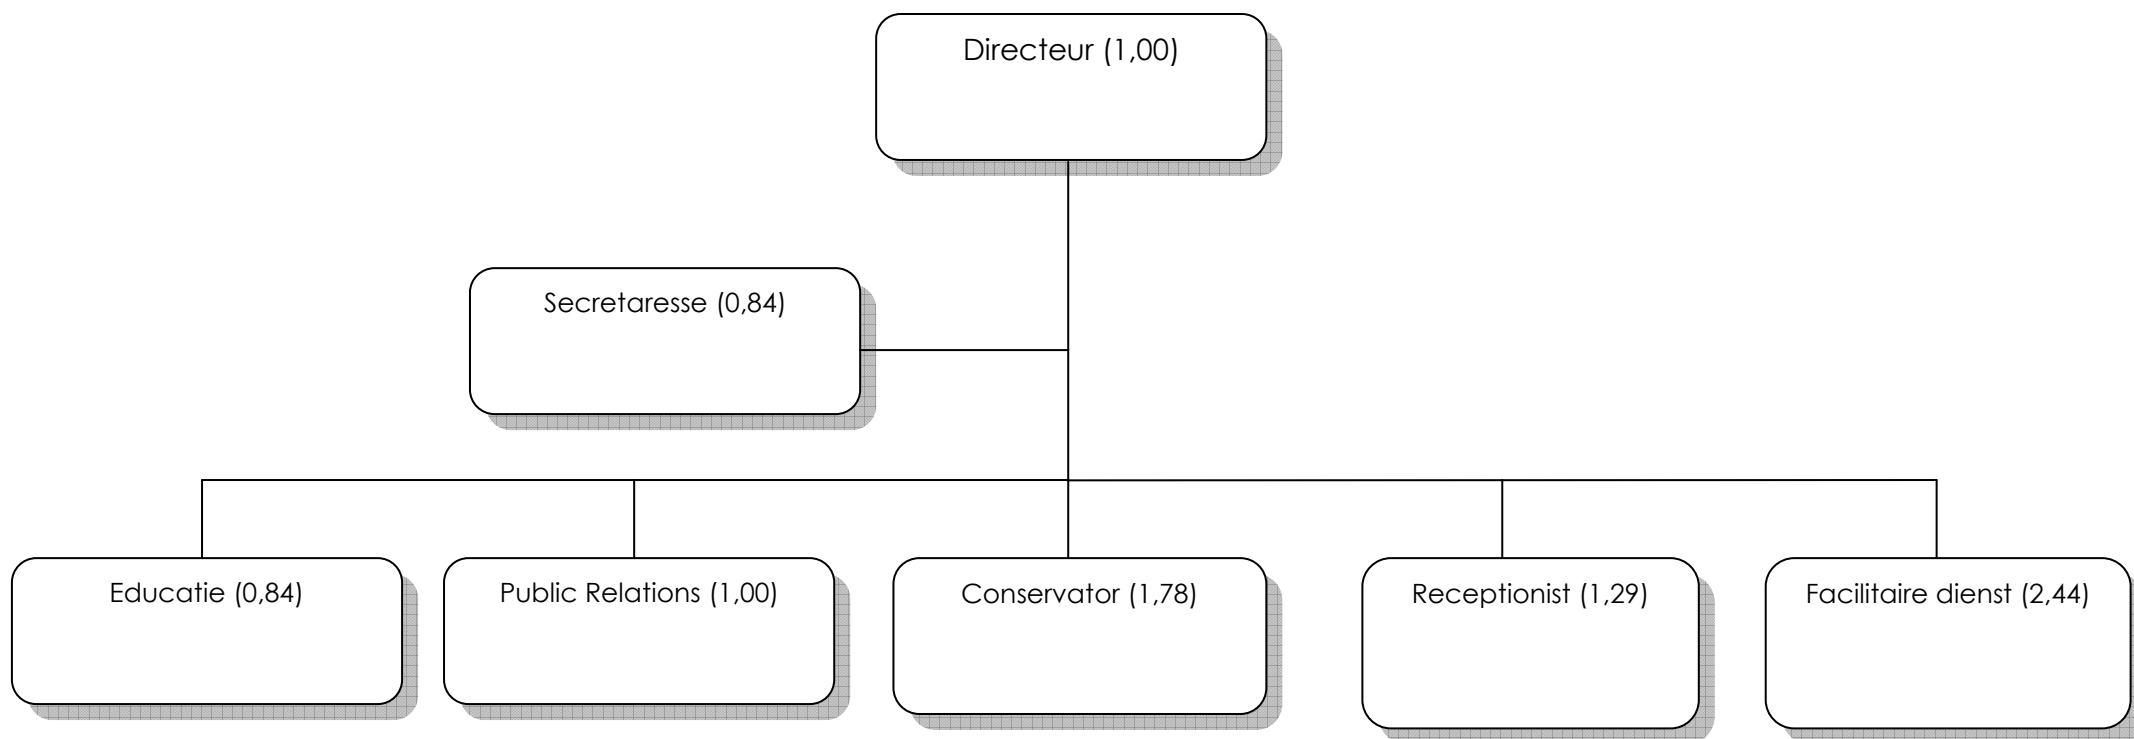 Directeur (1,00)
Secretaresse (0,84)
Educatie (0,84)
Public Relations (1,00)
Conservator (1,78)
Receptionist (1,29)
Facilitaire dienst (2,44)